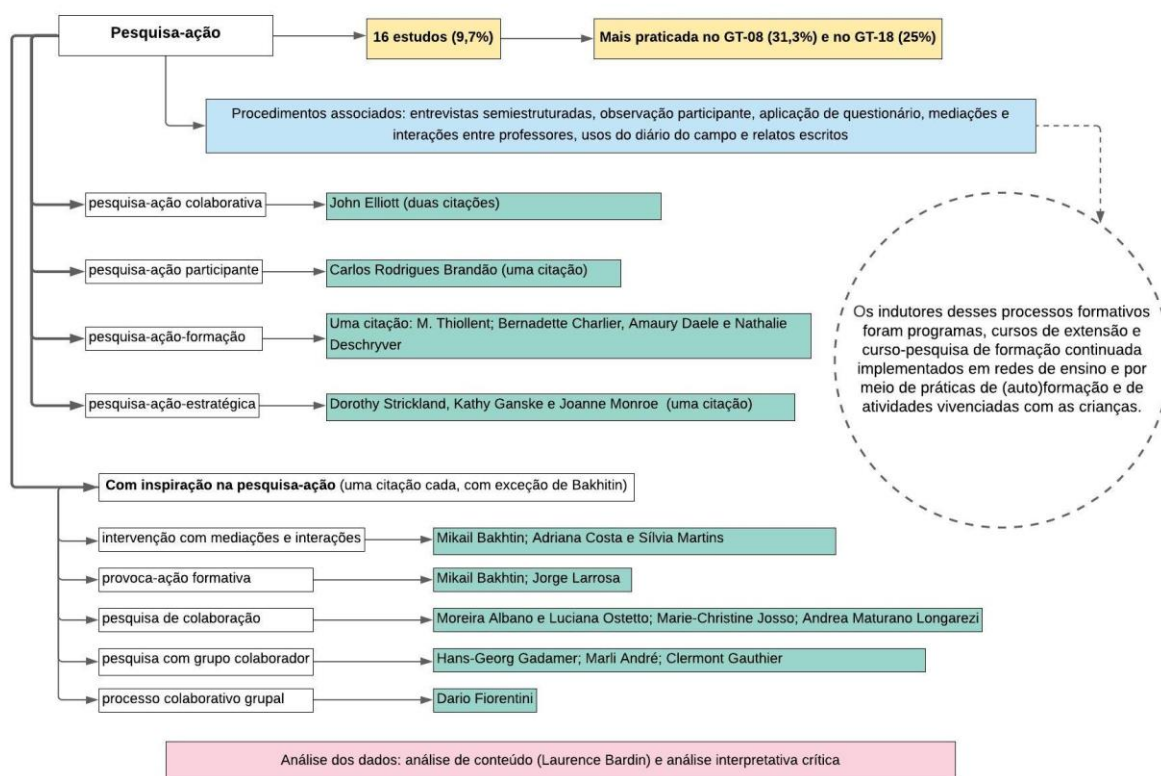 Pesquisa-ação
16 estudos (9,7%)
Mais praticada no GT-08 (31,3%) e no GT-18 (25%)
Procedimentos associados: entrevistas semiestruturadas, observação participante, aplicação de questionário, mediações e
interações entre professores, usos do diário do campo e relatos escritos
pesquisa-ação colaborativa
John Elliott (duas citações)
pesquisa-ação participante
Carlos Rodrigues Brandão (uma citação)
pesquisa-ação-formação
Uma citação: M. Thiollent; Bernadette Charlier, Amaury Daele e Nathalie
Deschryver
pesquisa-ação-estratégica
Dorothy Strickland, Kathy Ganske e Joanne Monroe (uma citação)
Os indutores desses processos formativos
foram programas, cursos de extensão e
curso-pesquisa de formação continuada
implementados em redes de ensino e por
meio de práticas de (auto)formação e de
atividades vivenciadas com as crianças.
Com inspiração na pesquisa-ação (uma citação cada, com exceção de Bakhitin)
intervenção com mediações e interações
Mikail Bakhtin; Adriana Costa e Sílvia Martins
provoca-ação formativa
Mikail Bakhtin; Jorge Larrosa
pesquisa de colaboração
Moreira Albano e Luciana Ostetto; Marie-Christine Josso; Andrea Maturano Longarezi
pesquisa com grupo colaborador
Hans-Georg Gadamer; Marli André; Clermont Gauthier
processo colaborativo grupal
Dario Fiorentini
Análise dos dados: análise de conteúdo (Laurence Bardin) e análise interpretativa crítica